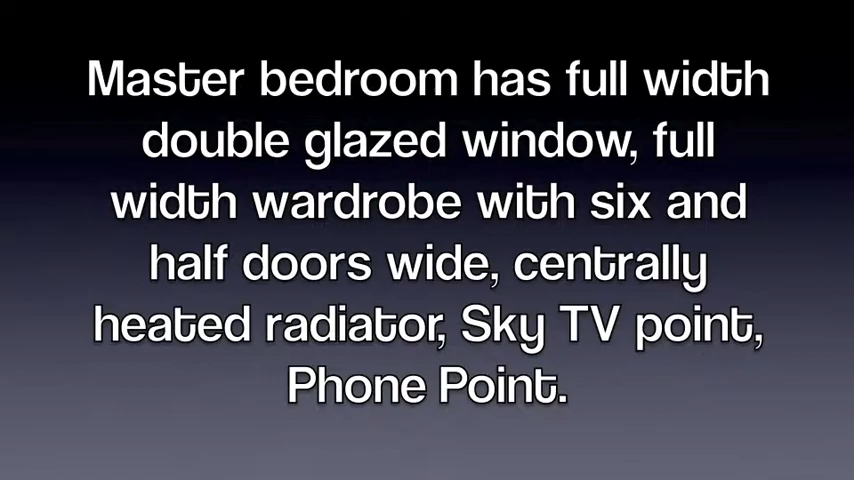 Master bedroom has full width
double glazed window, full
width wardrobe with six and
half doors wide, centrally
heated radiator, Sky TV point,
Phone Point.